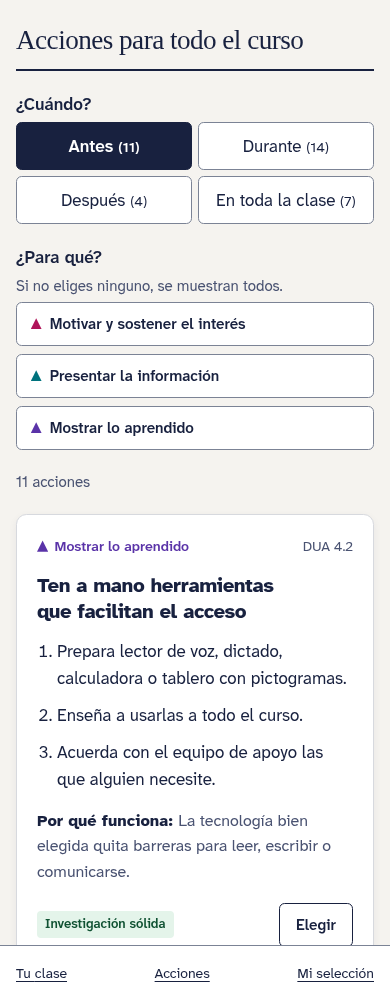 Acciones para todo el curso
¿Cuándo?
Antes (11)
Durante (14)
Después (4)
En toda la clase (7)
¿Para qué?
Si no eliges ninguno, se muestran todos.
Motivar y sostener el interés
Presentar la información
Mostrar lo aprendido
11 acciones
Mostrar lo aprendido
DUA 4.2
Ten a mano herramientas
que facilitan el acceso
1. Prepara lector de voz, dictado,
calculadora o tablero con pictogramas.
2. Enseña a usarlas a todo el curso.
3. Acuerda con el equipo de apoyo las
que alguien necesite.
Por qué funciona: La tecnología bien
elegida quita barreras para leer, escribir o
comunicarse.
Investigación sólida
Elegir
Tu clase
Acciones
Mi selección